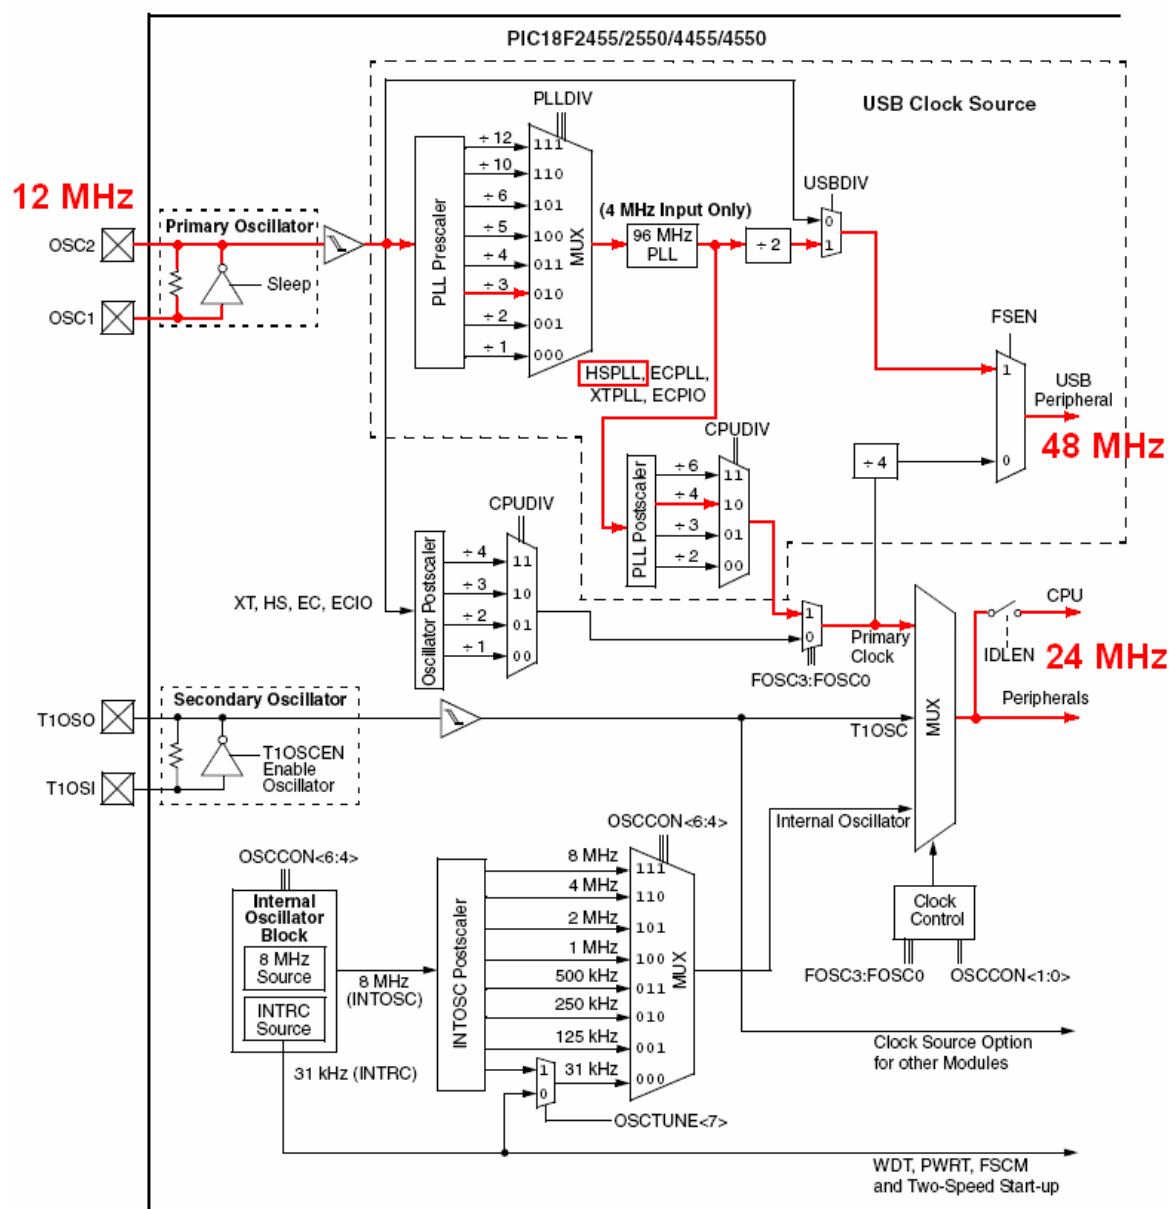 PIC18F2455/2550/4455/4550
USB Clock Source
PLLDIV
12 MHz
Primary Oscillator
OSC2
OSC1
Sleep
PLL Prescaler
÷ 12
÷ 10
÷ 6
÷ 5
÷ 4
÷ 3
÷ 2
÷ 1
111
110
101
100
011
010
001
000
MUX
(4 MHz Input Only)
96 MHz
PLL
÷ 2
USBDIV
0
1
FSEN
1
0
USB
Peripheral
48 MHz
HSPLL, ECPLL,
XTPLL, ECPIO
CPUDIV
PLL Postscaler
÷ 6
÷ 4
÷ 3
÷ 2
11
10
01
00
÷ 4
CPUDIV
XT, HS, EC, ECIO
Oscillator Postscaler
÷ 4
÷ 3
÷ 2
÷ 1
11
10
01
00
1
0
Primary
Clock
FOSC3:FOSC0
CPU
IDLEN
24 MHz
Peripherals
MUX
Secondary Oscillator
T1OSO
T1OSI
T1OSCEN
Enable
Oscillator
T1OSC
Internal Oscillator
OSCCON<6:4>
OSCCON<6:4>
Internal
Oscillator
Block
8 MHz
Source
INTRC
Source
8 MHz
(INTOSC)
31 kHz (INTRC)
INTOSC Postscaler
8 MHz
4 MHz
2 MHz
1 MHz
500 kHz
250 kHz
125 kHz
31 kHz
1
0
111
110
101
100
011
010
001
000
MUX
OSCTUNE<7>
Clock
Control
FOSC3:FOSC0
OSCCON<1:0>
Clock Source Option
for other Modules
WDT, PWRT, FSCM
and Two-Speed Start-up